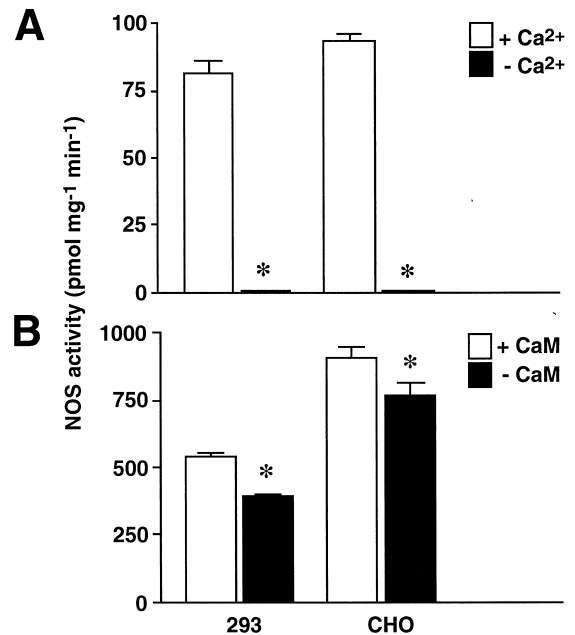 A
100
75
50
25
0
+ Ca2+
- Ca2+
*
*
NOS activity (pmol mg-1 min-1)
B
1000
750
500
250
0
+ CaM
- CaM
*
*
293 CHO